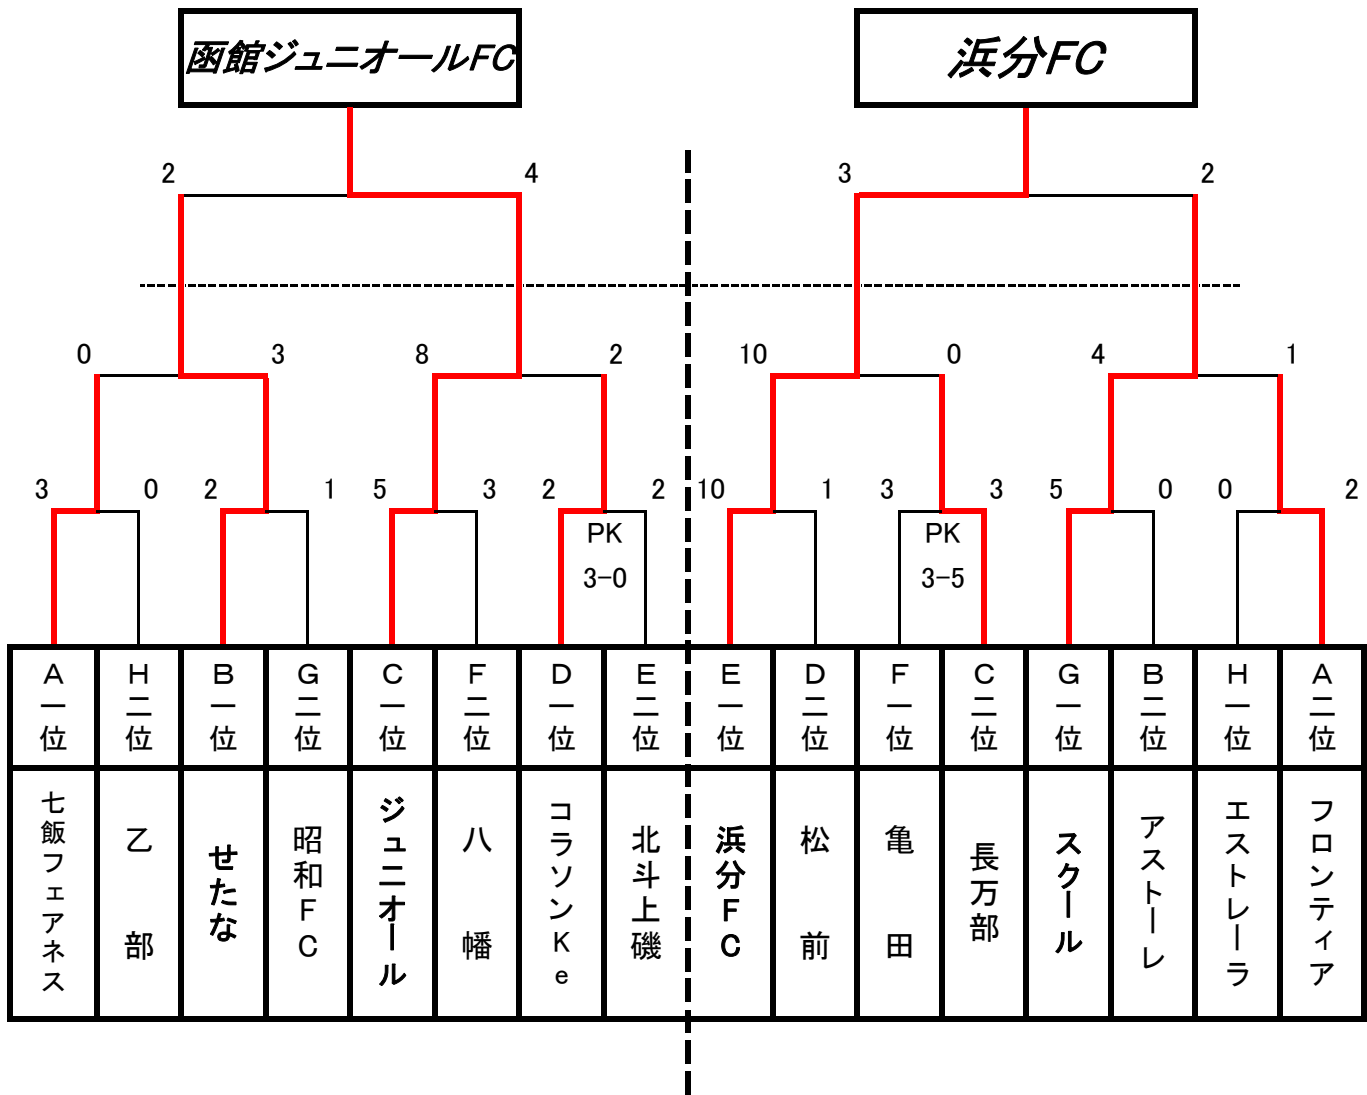 函館ジュニオールFC
浜分FC
2
4
3
2
0
3
8
2
10
0
4
1
3
0
2
1
5
3
2
2
10
1
3
3
5
0
0
2
PK
3-0
PK
3-5
A一位
H二位
B一位
G二位
C一位
F二位
D一位
E二位
E一位
D二位
F一位
C二位
G一位
B二位
H一位
A二位
七飯フェアネス
乙部
せたな
昭和FC
ジュニオール
八幡
コラソンKe
北斗上磯
浜分FC
松前
亀田
長万部
スクール
アストーレ
エストレーラ
フロンティア